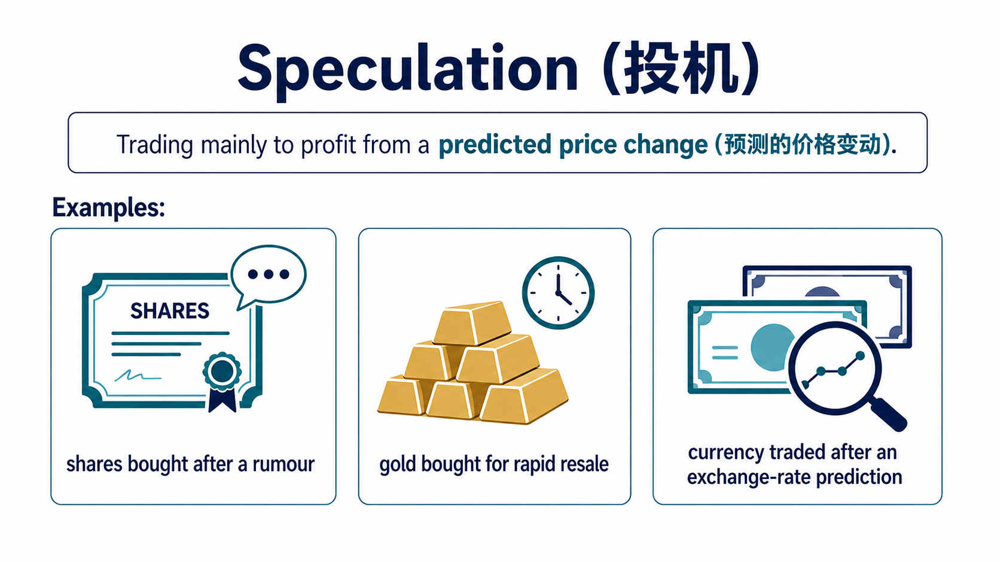 Speculation (投机)
Trading mainly to profit from a predicted price change (预测的价格变动).
Examples:
SHARES
shares bought after a rumour
gold bought for rapid resale
currency traded after an
exchange-rate prediction